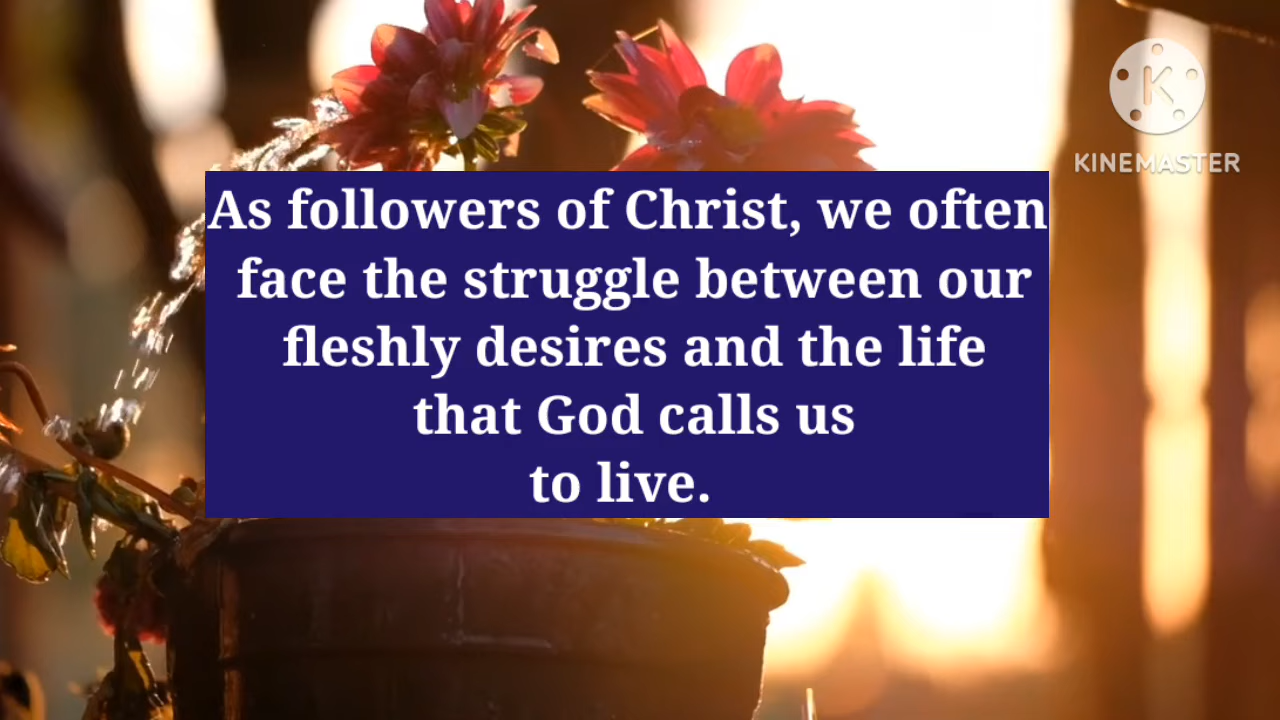 KINEMASTER
As followers of Christ, we often
face the struggle between our
fleshly desires and the life
that God calls us
to live.